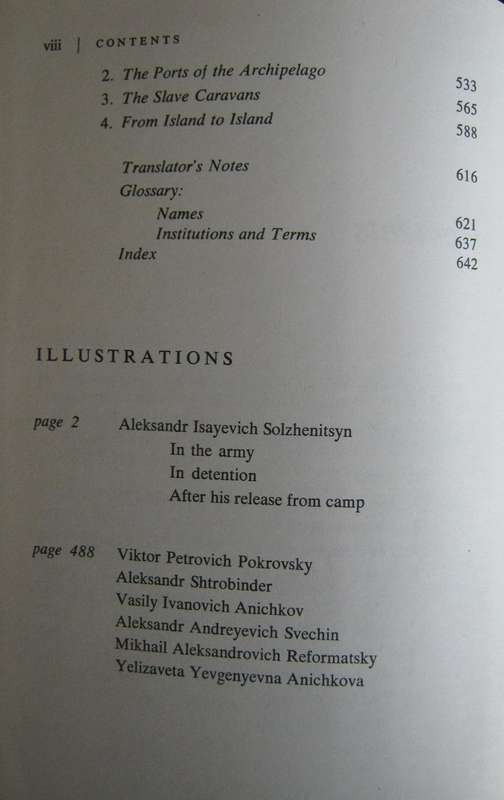 viii | CONTENTS
2. The Ports of the Archipelago 533
3. The Slave Caravans 565
4. From Island to Island 588
Translator's Notes 616
Glossary:
Names 621
Institutions and Terms 637
Index 642
ILLUSTRATIONS
page 2 Aleksandr Isayevich Solzhenitsyn
In the army
In detention
After his release from camp
page 488 Viktor Petrovich Pokrovsky
Aleksandr Shtrobinder
Vasily Ivanovich Anichkov
Aleksandr Andreyevich Svechin
Mikhail Aleksandrovich Reformatsky
Yelizaveta Yevgenyevna Anichkova